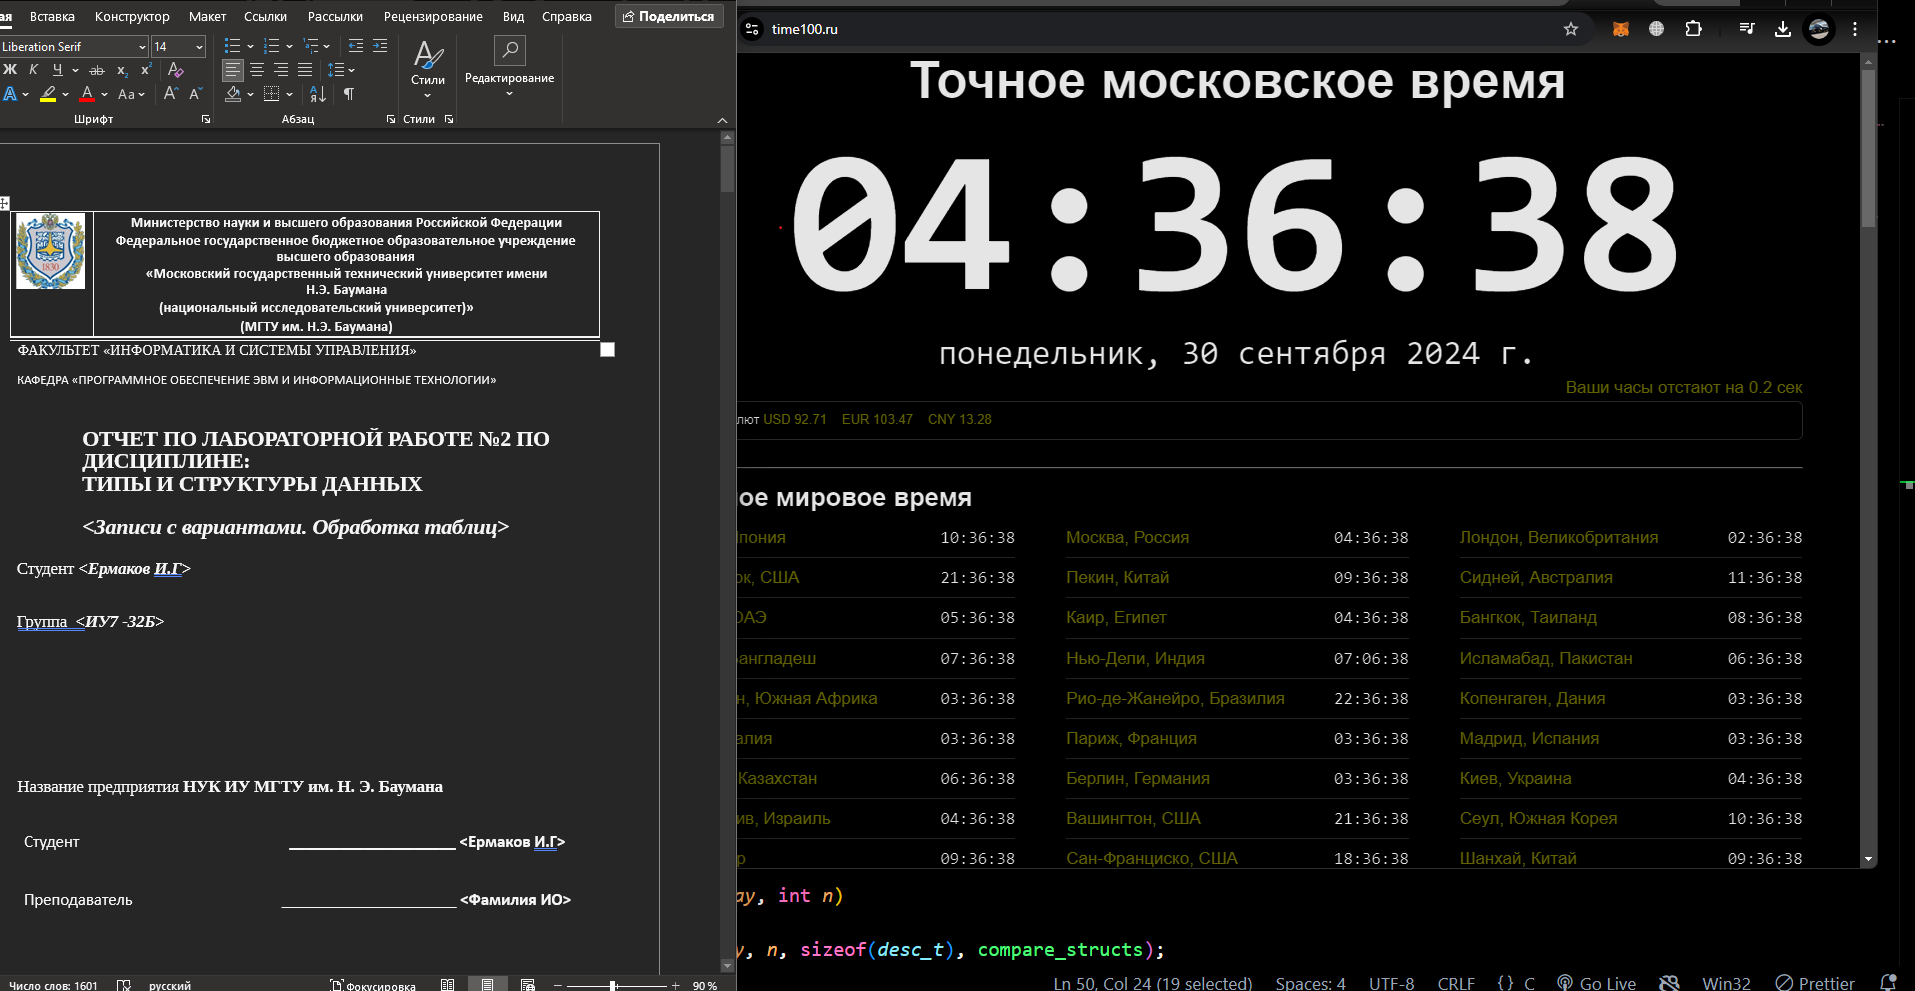 ая Вставка Конструктор Макет Ссылки Рассылки Рецензирование Вид Справка Поделиться
Liberation Serif 14
Ж К Ч ab x₂ x² A
A A Aa A A
Стили
Редактирование
Шрифт Абзац Стили
Министерство науки и высшего образования Российской Федерации
Федеральное государственное бюджетное образовательное учреждение
высшего образования
«Московский государственный технический университет имени
Н.Э. Баумана
(национальный исследовательский университет)»
(МГТУ им. Н.Э. Баумана)
1830
ФАКУЛЬТЕТ «ИНФОРМАТИКА И СИСТЕМЫ УПРАВЛЕНИЯ»
КАФЕДРА «ПРОГРАММНОЕ ОБЕСПЕЧЕНИЕ ЭВМ И ИНФОРМАЦИОННЫЕ ТЕХНОЛОГИИ»
ОТЧЕТ ПО ЛАБОРАТОРНОЙ РАБОТЕ №2 ПО
ДИСЦИПЛИНЕ:
ТИПЫ И СТРУКТУРЫ ДАННЫХ
<Записи с вариантами. Обработка таблиц>
Студент <Ермаков И.Г>
Группа <ИУ7 -32Б>
Название предприятия НУК ИУ МГТУ им. Н. Э. Баумана
Студент <Ермаков И.Г>
Преподаватель <Фамилия ИО>
Число слов: 1601 русский Фокусировка 90 %
time100.ru
Точное московское время
04:36:38
понедельник, 30 сентября 2024 г.
Ваши часы отстают на 0.2 сек
лют USD 92.71 EUR 103.47 CNY 13.28
ое мировое время
Япония 10:36:38 Москва, Россия 04:36:38 Лондон, Великобритания 02:36:38
ок, США 21:36:38 Пекин, Китай 09:36:38 Сидней, Австралия 11:36:38
ОАЭ 05:36:38 Каир, Египет 04:36:38 Бангкок, Таиланд 08:36:38
Бангладеш 07:36:38 Нью-Дели, Индия 07:06:38 Исламабад, Пакистан 06:36:38
н, Южная Африка 03:36:38 Рио-де-Жанейро, Бразилия 22:36:38 Копенгаген, Дания 03:36:38
алия 03:36:38 Париж, Франция 03:36:38 Мадрид, Испания 03:36:38
Казахстан 06:36:38 Берлин, Германия 03:36:38 Киев, Украина 04:36:38
ив, Израиль 04:36:38 Вашингтон, США 21:36:38 Сеул, Южная Корея 10:36:38
р 09:36:38 Сан-Франциско, США 18:36:38 Шанхай, Китай 09:36:38
ay, int n)
y, n, sizeof(desc_t), compare_structs);
Ln 50, Col 24 (19 selected) Spaces: 4 UTF-8 CRLF {} C Go Live Win32 Prettier